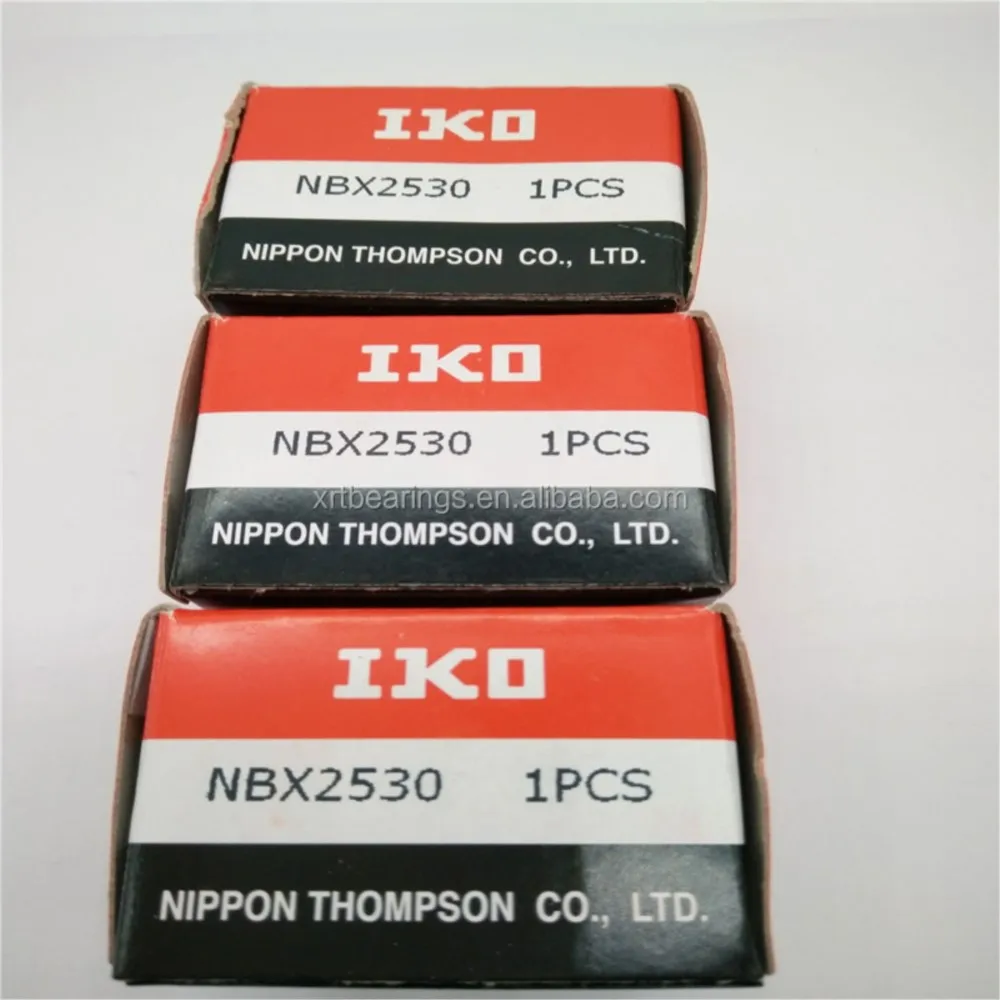 IKO
NBX2530 1PCS
NIPPON THOMPSON CO., LTD.
IKO
NBX2530 1PCS
xrtbearings.en.alibaba.com
NIPPON THOMPSON CO., LTD.
IKO
NBX2530 1PCS
NIPPON THOMPSON CO., LTD.